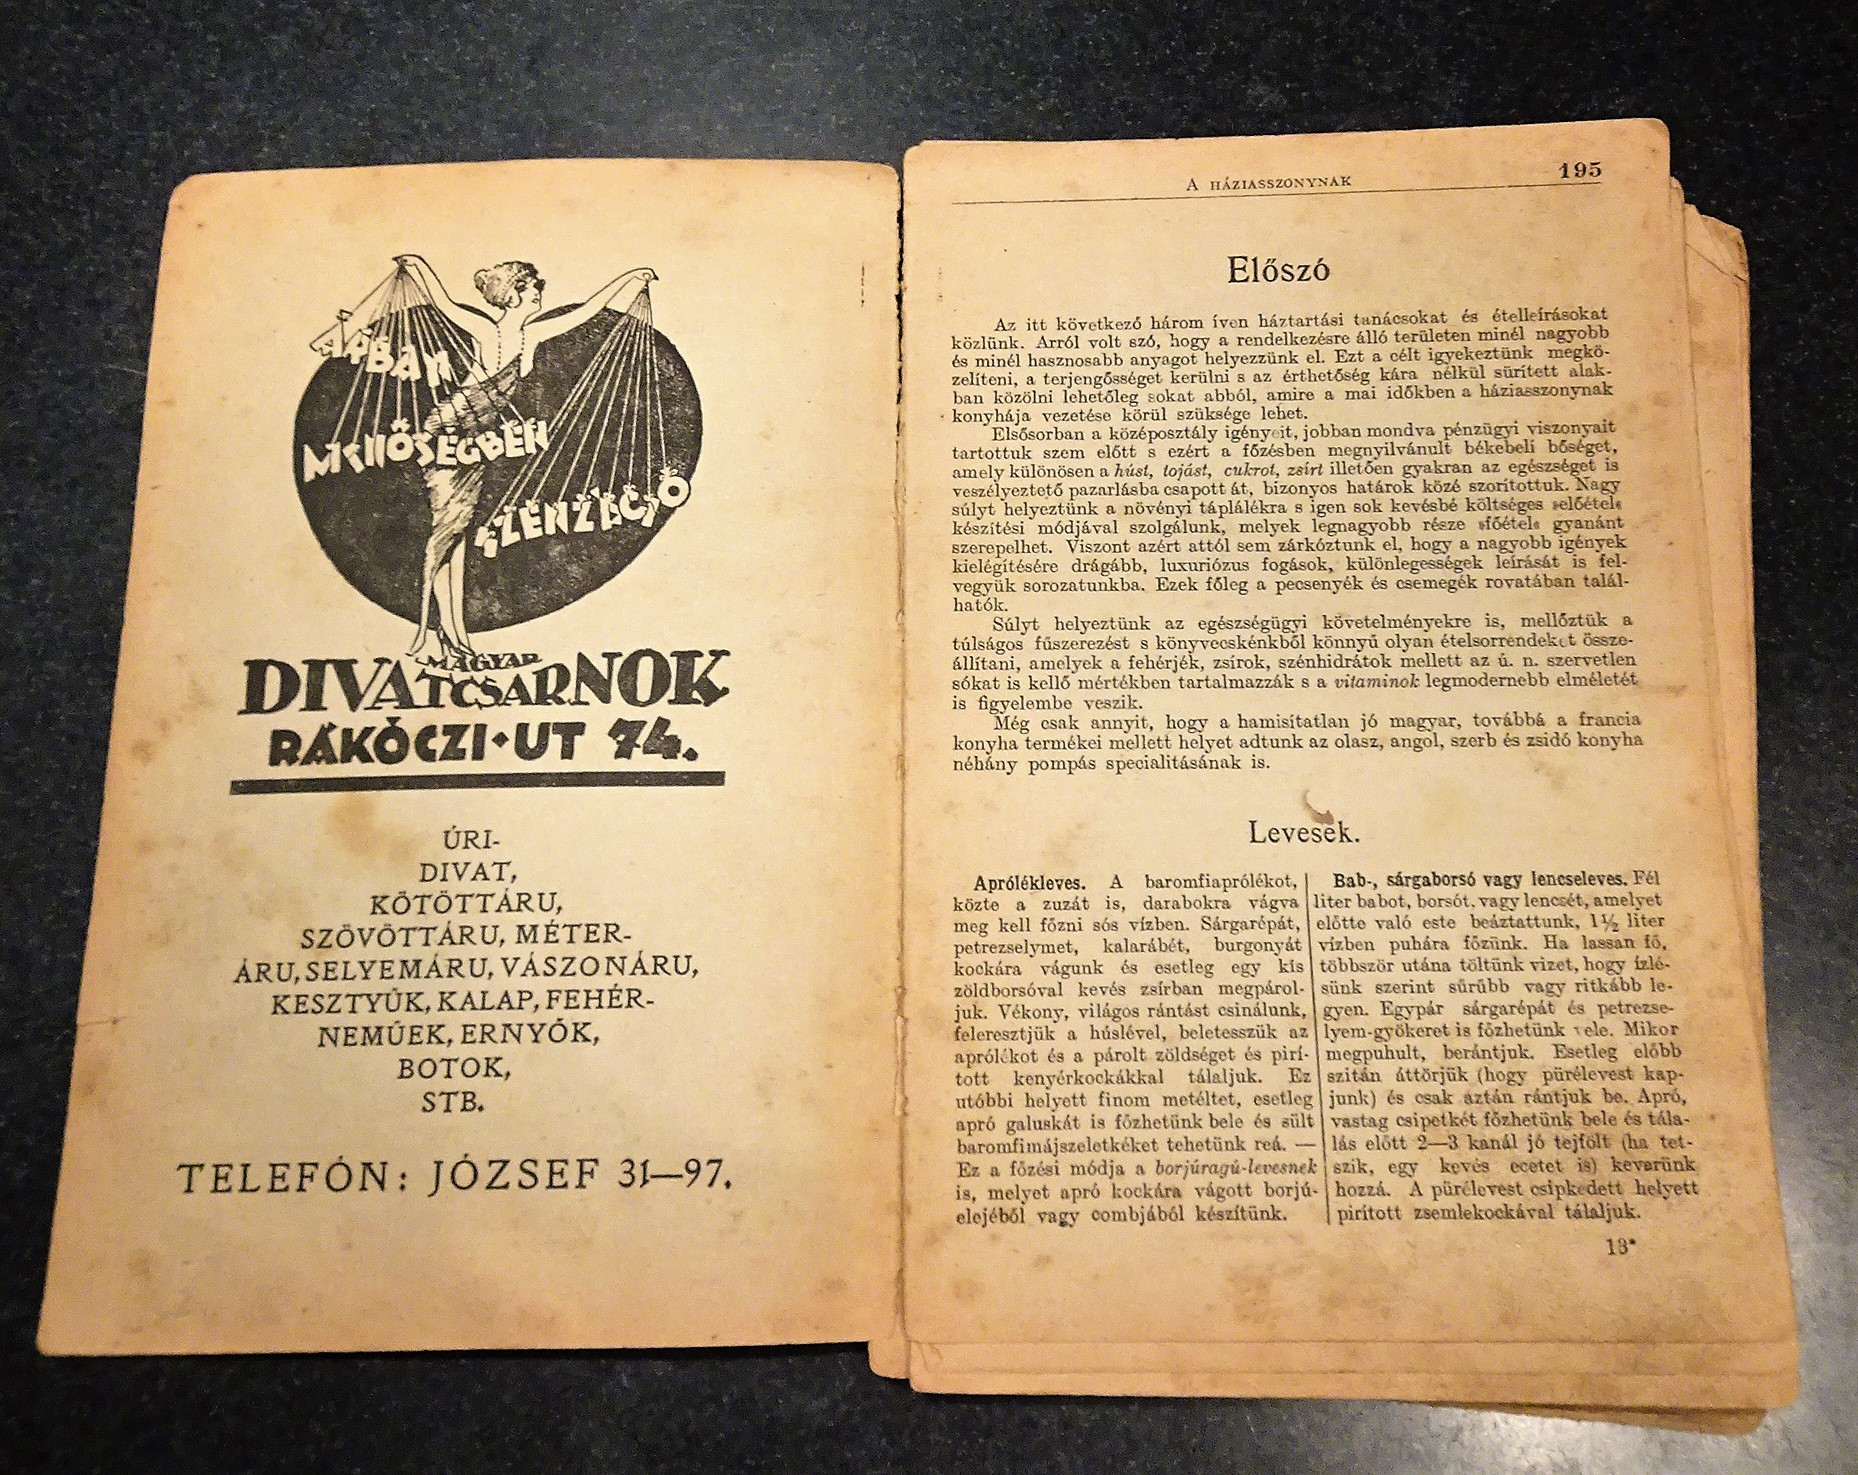 ÁRBAN
MINŐSÉGBEN
SZENZÁCIÓ
MAGYAR
DIVATCSARNOK
RÁKÓCZI-UT 74.
ÚRI-
DIVAT,
KÖTÖTTÁRU,
SZÖVÖTTÁRU, MÉTER-
ÁRU, SELYEMÁRU, VÁSZONÁRU,
KESZTYŰK, KALAP, FEHÉR-
NEMŰEK, ERNYŐK,
BOTOK,
STB.
TELEFÓN: JÓZSEF 31—97.
A HÁZIASSZONYNAK 195
Előszó
Az itt következő három íven háztartási tanácsokat és ételleírásokat
közlünk. Arról volt szó, hogy a rendelkezésre álló területen minél nagyobb
és minél hasznosabb anyagot helyezzünk el. Ezt a célt igyekeztünk megkö-
zelíteni, a terjengősséget kerülni s az érthetőség kára nélkül sűrített alak-
ban közölni lehetőleg sokat abból, amire a mai időkben a háziasszonynak
konyhája vezetése körül szüksége lehet.
Elsősorban a középosztály igényeit, jobban mondva pénzügyi viszonyait
tartottuk szem előtt s ezért a főzésben megnyilvánult békebeli bőséget,
amely különösen a húst, tojást, cukrot, zsírt illetően gyakran az egészséget is
veszélyeztető pazarlásba csapott át, bizonyos határok közé szorítottuk. Nagy
súlyt helyeztünk a növényi táplálékra s igen sok kevésbé költséges »előétel«
készítési módjával szolgálunk, melyek legnagyobb része »főétel« gyanánt
szerepelhet. Viszont azért attól sem zárkóztunk el, hogy a nagyobb igények
kielégítésére drágább, luxuriózus fogások, különlegességek leírását is fel-
vegyük sorozatunkba. Ezek főleg a pecsenyék és csemegék rovatában talál-
hatók.
Súlyt helyeztünk az egészségügyi követelményekre is, mellőztük a
túlságos fűszerezést s könyvecskénkből könnyű olyan ételsorrendeket össze-
állítani, amelyek a fehérjék, zsírok, szénhidrátok mellett az ú. n. szervetlen
sókat is kellő mértékben tartalmazzák s a vitaminok legmodernebb elméletét
is figyelembe veszik.
Még csak annyit, hogy a hamisítatlan jó magyar, továbbá a francia
konyha termékei mellett helyet adtunk az olasz, angol, szerb és zsidó konyha
néhány pompás specialitásának is.
Levesek.
Aprólékleves. A baromfiaprólékot,
közte a zuzát is, darabokra vágva
meg kell főzni sós vízben. Sárgarépát,
petrezselymet, kalarábét, burgonyát
kockára vágunk és esetleg egy kis
zöldborsóval kevés zsírban megpárol-
juk. Vékony, világos rántást csinálunk,
feleresztjük a húslével, beletesszük az
aprólékot és a párolt zöldséget és pirí-
tott kenyérkockákkal tálaljuk. Ez
utóbbi helyett finom metéltet, esetleg
apró galuskát is főzhetünk bele és sült
baromfimájszeletkéket tehetünk reá. —
Ez a főzési módja a borjúragú-levesnek
is, melyet apró kockára vágott borjú-
elejéből vagy combjából készítünk.
Bab-, sárgaborsó vagy lencseleves. Fél
liter babot, borsót, vagy lencsét, amelyet
előtte való este beáztattunk, 1½ liter
vízben puhára főzünk. Ha lassan fő,
többször utána töltünk vizet, hogy ízlé-
sünk szerint sűrűbb vagy ritkább le-
gyen. Egypár sárgarépát és petrezse-
lyem-gyökeret is főzhetünk vele. Mikor
megpuhult, berántjuk. Esetleg előbb
szitán áttörjük (hogy pürélevest kap-
junk) és csak aztán rántjuk be. Apró,
vastag csipetkét főzhetünk bele és tála-
lás előtt 2—3 kanál jó tejfölt (ha tet-
szik, egy kevés ecetet is) keverünk
hozzá. A pürélevest csipkedett helyett
pirított zsemlekockával tálaljuk.
13*